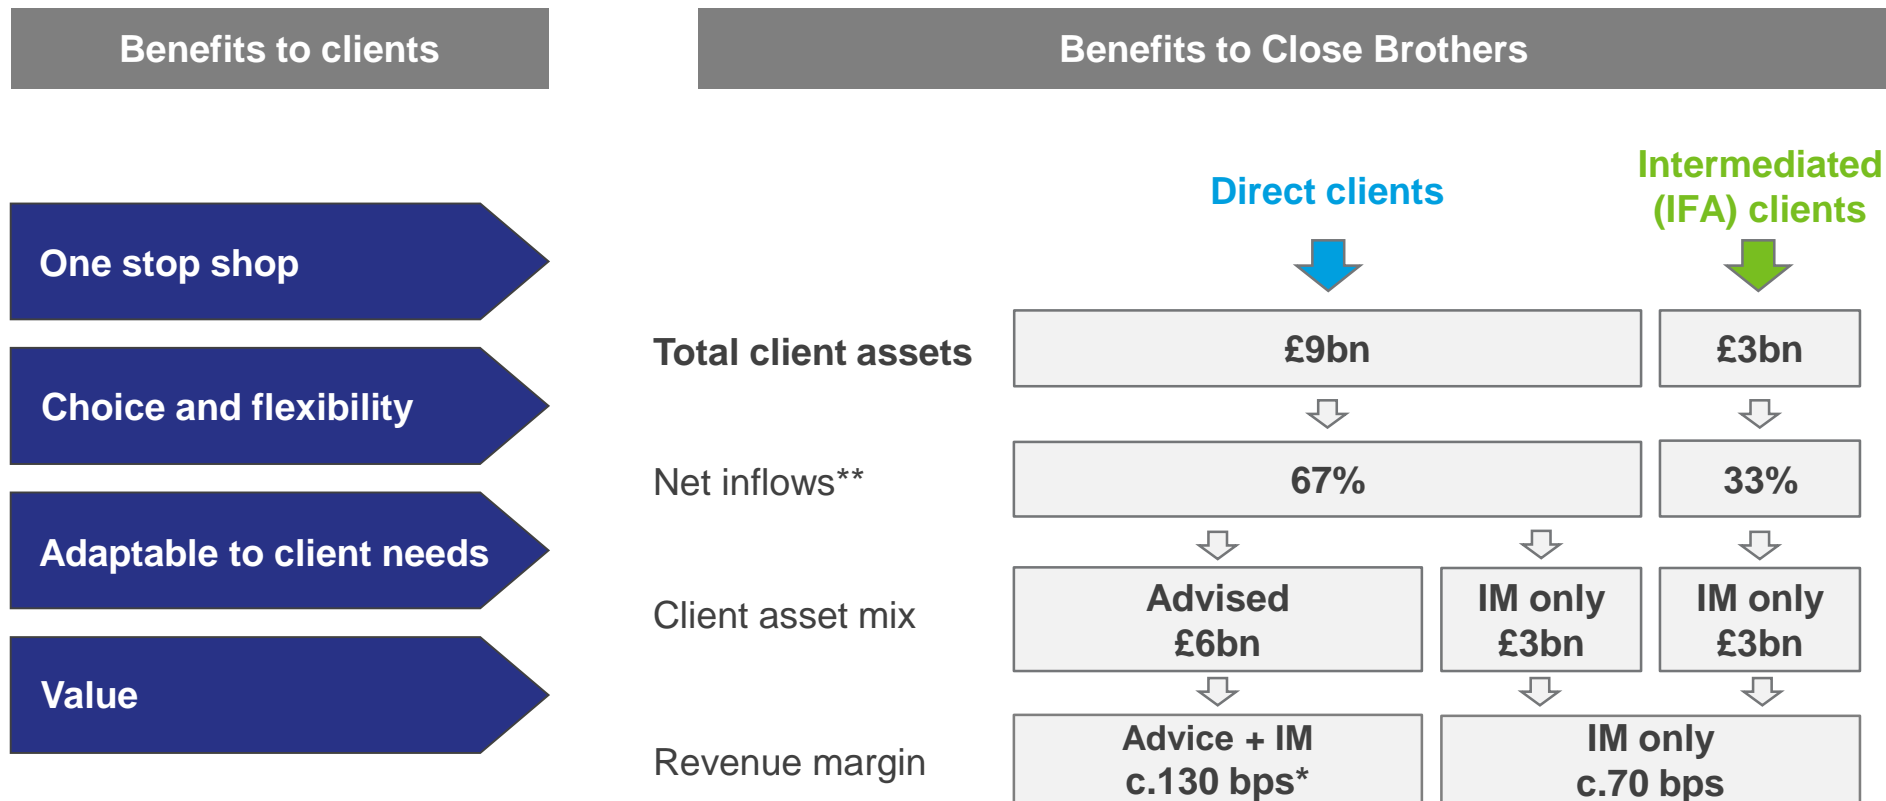 Benefits to clients
Benefits to Close Brothers
One stop shop
Choice and flexibility
Adaptable to client needs
Value
Direct clients
Intermediated
(IFA) clients
Total client assets
£9bn
£3bn
Net inflows**
67%
33%
Client asset mix
Advised
£6bn
IM only
£3bn
IM only
£3bn
Revenue margin
Advice + IM
c.130 bps*
IM only
c.70 bps